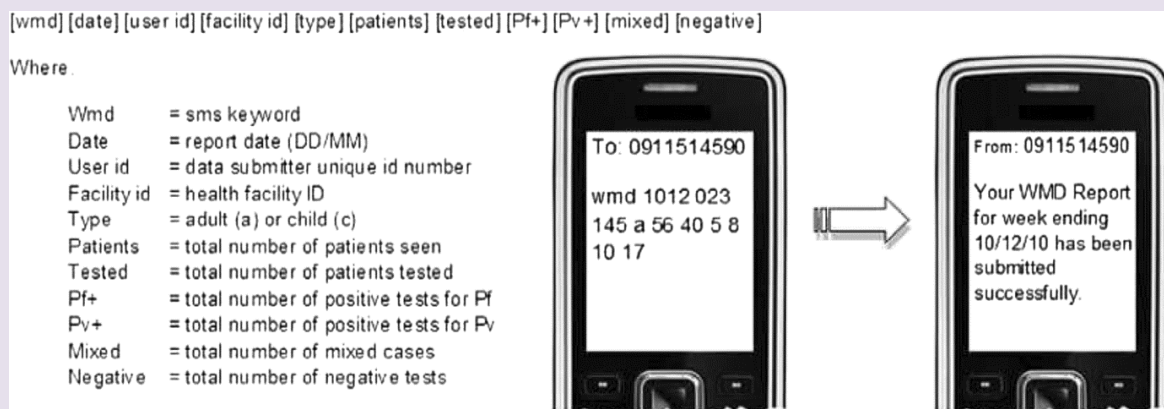 [wmd] [date] [user id] [facility id] [type] [patients] [tested] [Pf+] [Pv+] [mixed] [negative]
Where.
Wmd = sms keyword
Date = report date (DD/MM)
User id = data submitter unique id number
Facility id = health facility ID
Type = adult (a) or child (c)
Patients = total number of patients seen
Tested = total number of patients tested
Pf+ = total number of positive tests for Pf
Pv+ = total number of positive tests for Pv
Mixed = total number of mixed cases
Negative = total number of negative tests
To: 0911514590
wmd 1012 023
145 a 56 40 5 8
10 17
From: 0911514590
Your WMD Report
for week ending
10/12/10 has been
submitted
successfully.